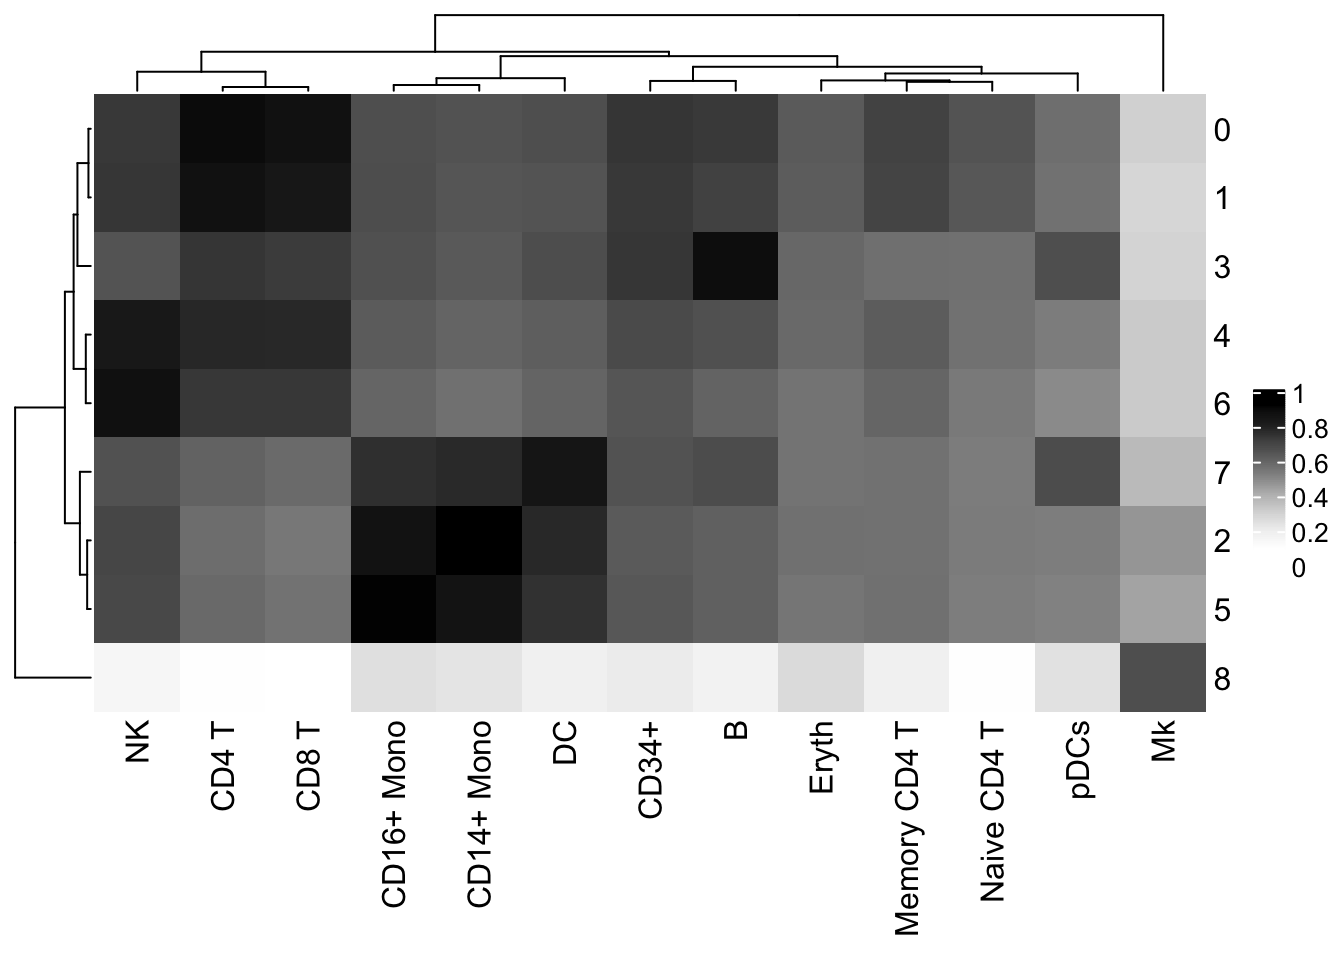 0
1
3
4
6
7
2
5
8
1
0.8
0.6
0.4
0.2
0
NK
CD4 T
CD8 T
CD16+ Mono
CD14+ Mono
DC
CD34+
B
Eryth
Memory CD4 T
Naive CD4 T
pDCs
Mk